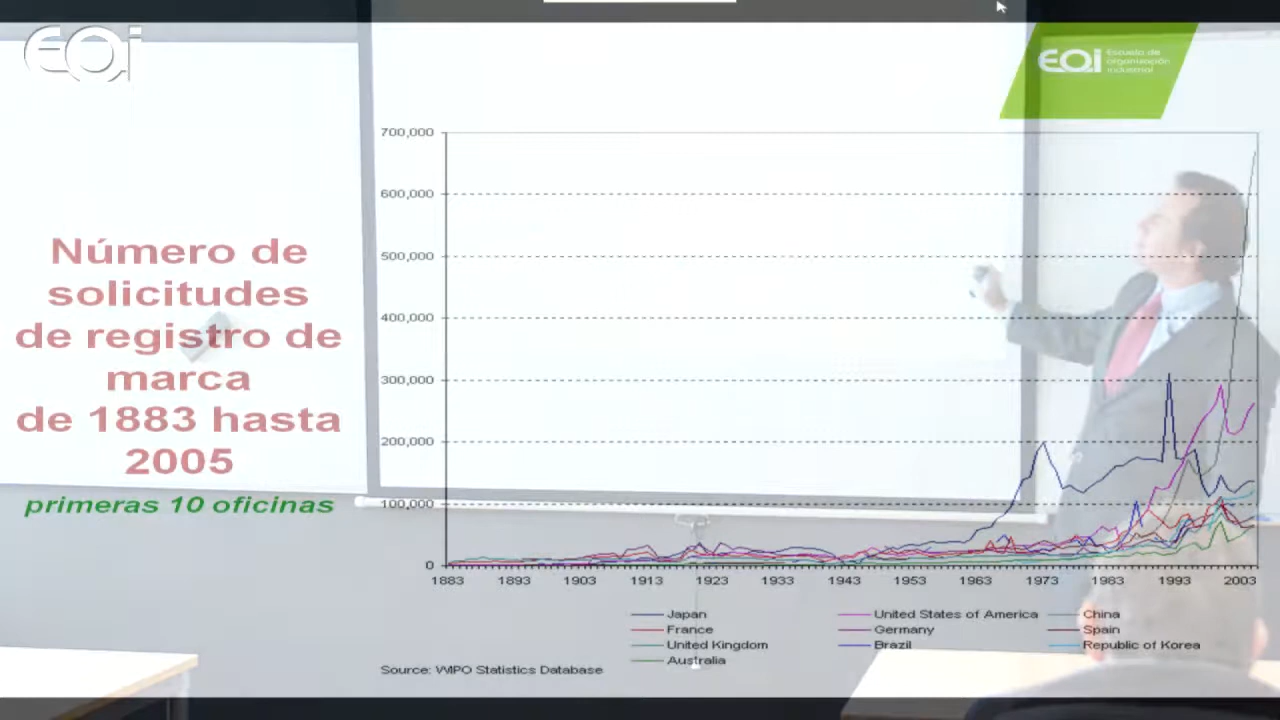 EOi
EOi
Escuela de
organización
industrial
Número de
solicitudes
de registro de
marca
de 1883 hasta
2005
primeras 10 oficinas
700,000
600,000
500,000
400,000
300,000
200,000
100,000
0
1883 1893 1903 1913 1923 1933 1943 1953 1963 1973 1983 1993 2003
Japan United States of America China
France Germany Spain
United Kingdom Brazil Republic of Korea
Australia
Source: WIPO Statistics Database